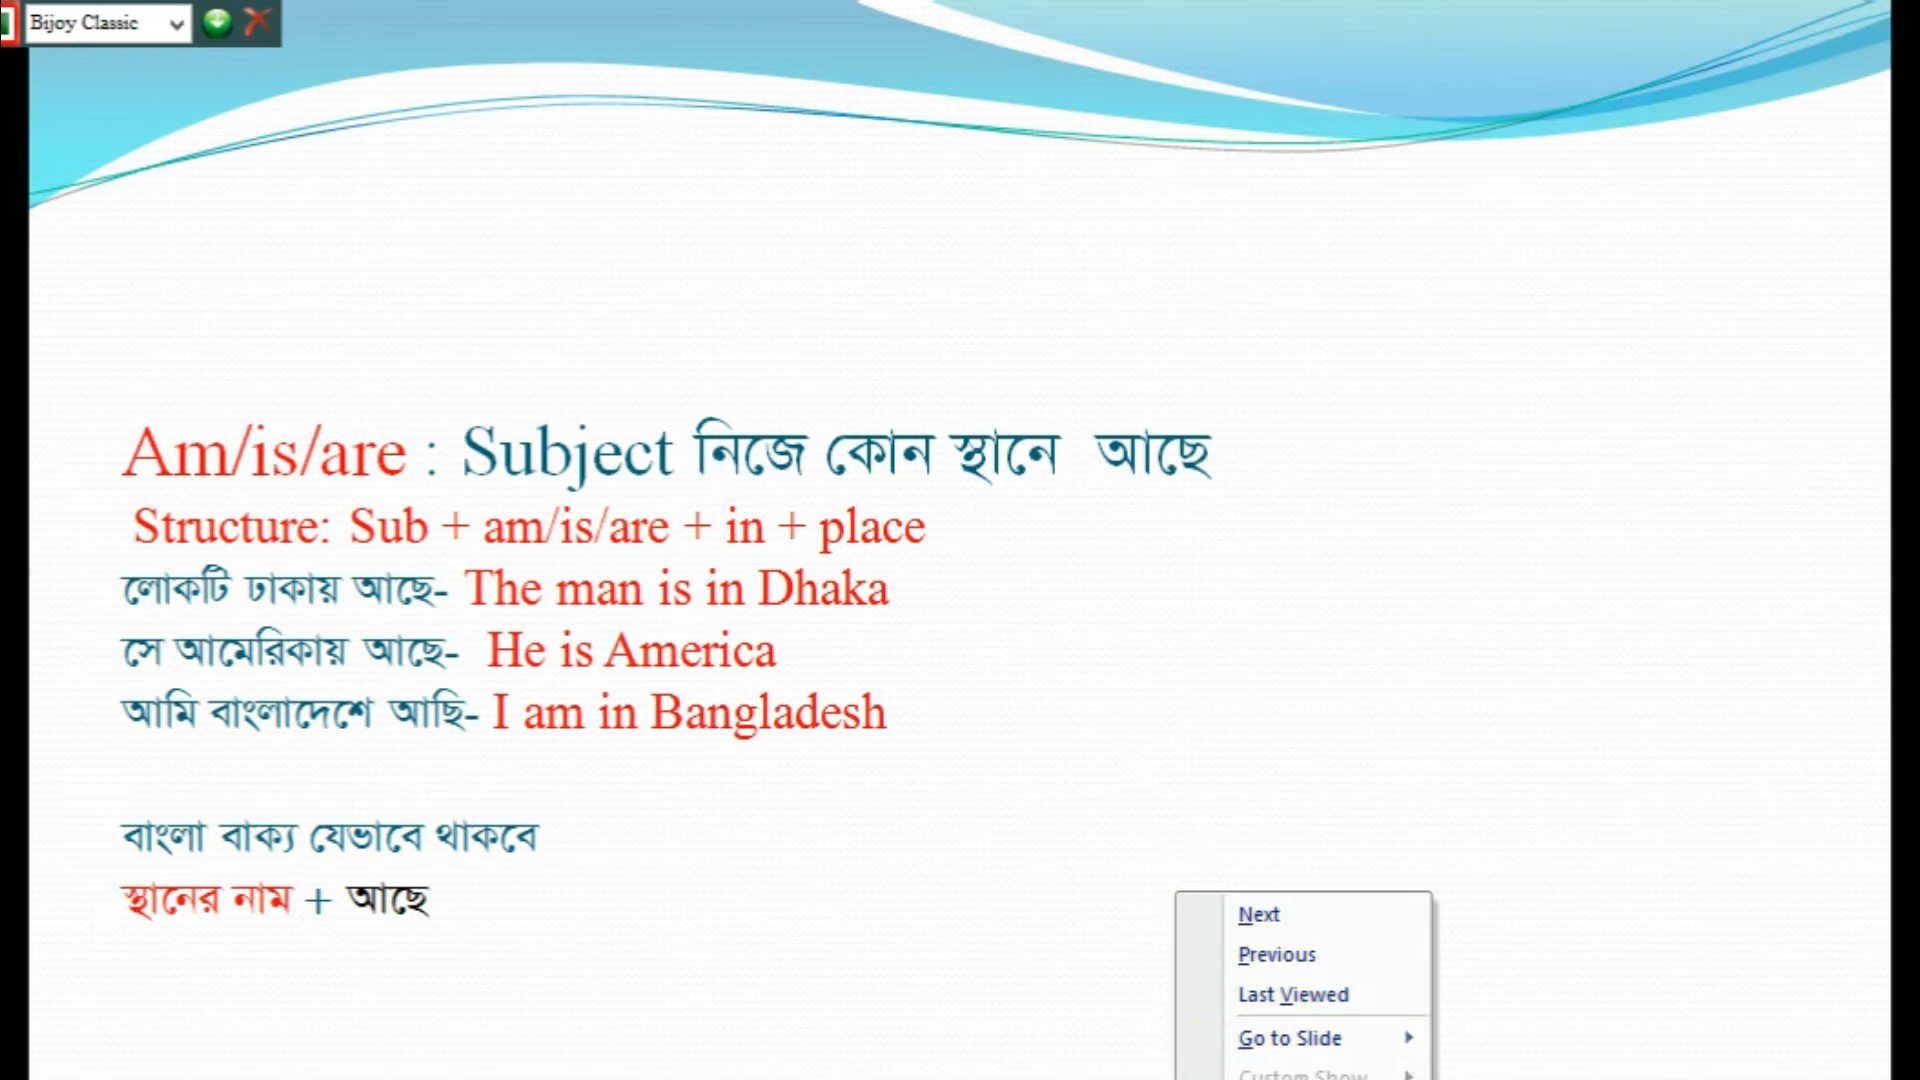 Bijoy Classic
Am/is/are : Subject নিজে কোন স্থানে আছে
Structure: Sub + am/is/are + in + place
লোকটি ঢাকায় আছে- The man is in Dhaka
সে আমেরিকায় আছে- He is America
আমি বাংলাদেশে আছি- I am in Bangladesh
বাংলা বাক্য যেভাবে থাকবে
স্থানের নাম + আছে
Next
Previous
Last Viewed
Go to Slide
Custom Show